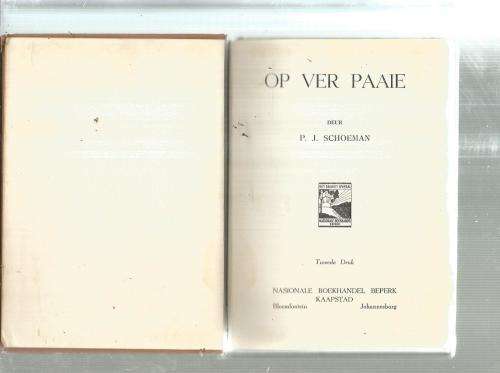 OP VER PAAIE
DEUR
P. J. SCHOEMAN
Tweede Druk
NASIONALE BOEKHANDEL BEPERK
KAAPSTAD
Bloemfontein Johannesburg